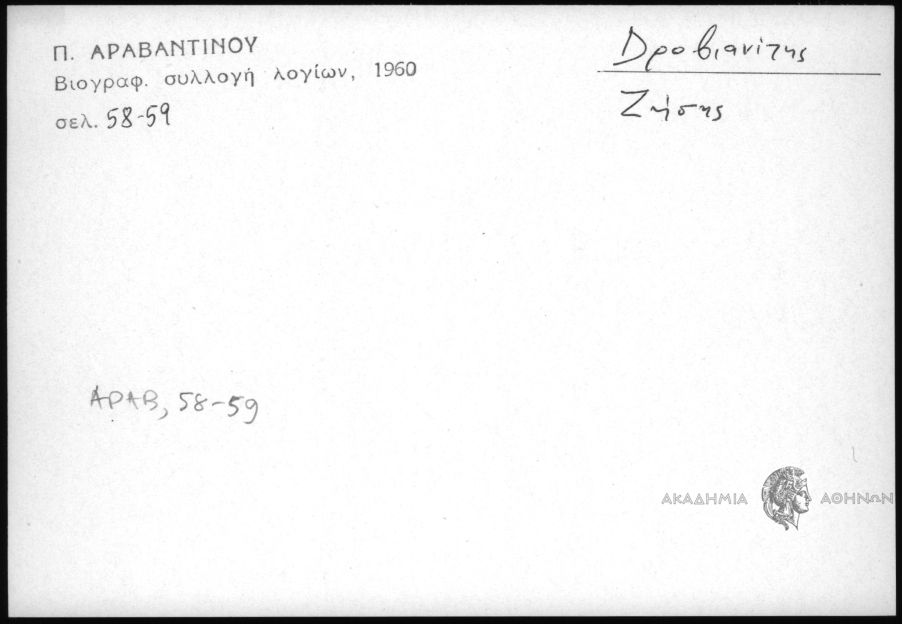 Π. ΑΡΑΒΑΝΤΙΝΟΥ
Βιογραφ. συλλογή λογίων, 1960
σελ. 58-59
Δροβιανίτης
Ζήσης
ΑΡΑΒ, 58-59
ΑΚΑΔΗΜΙΑ ΑΘΗΝΩΝ